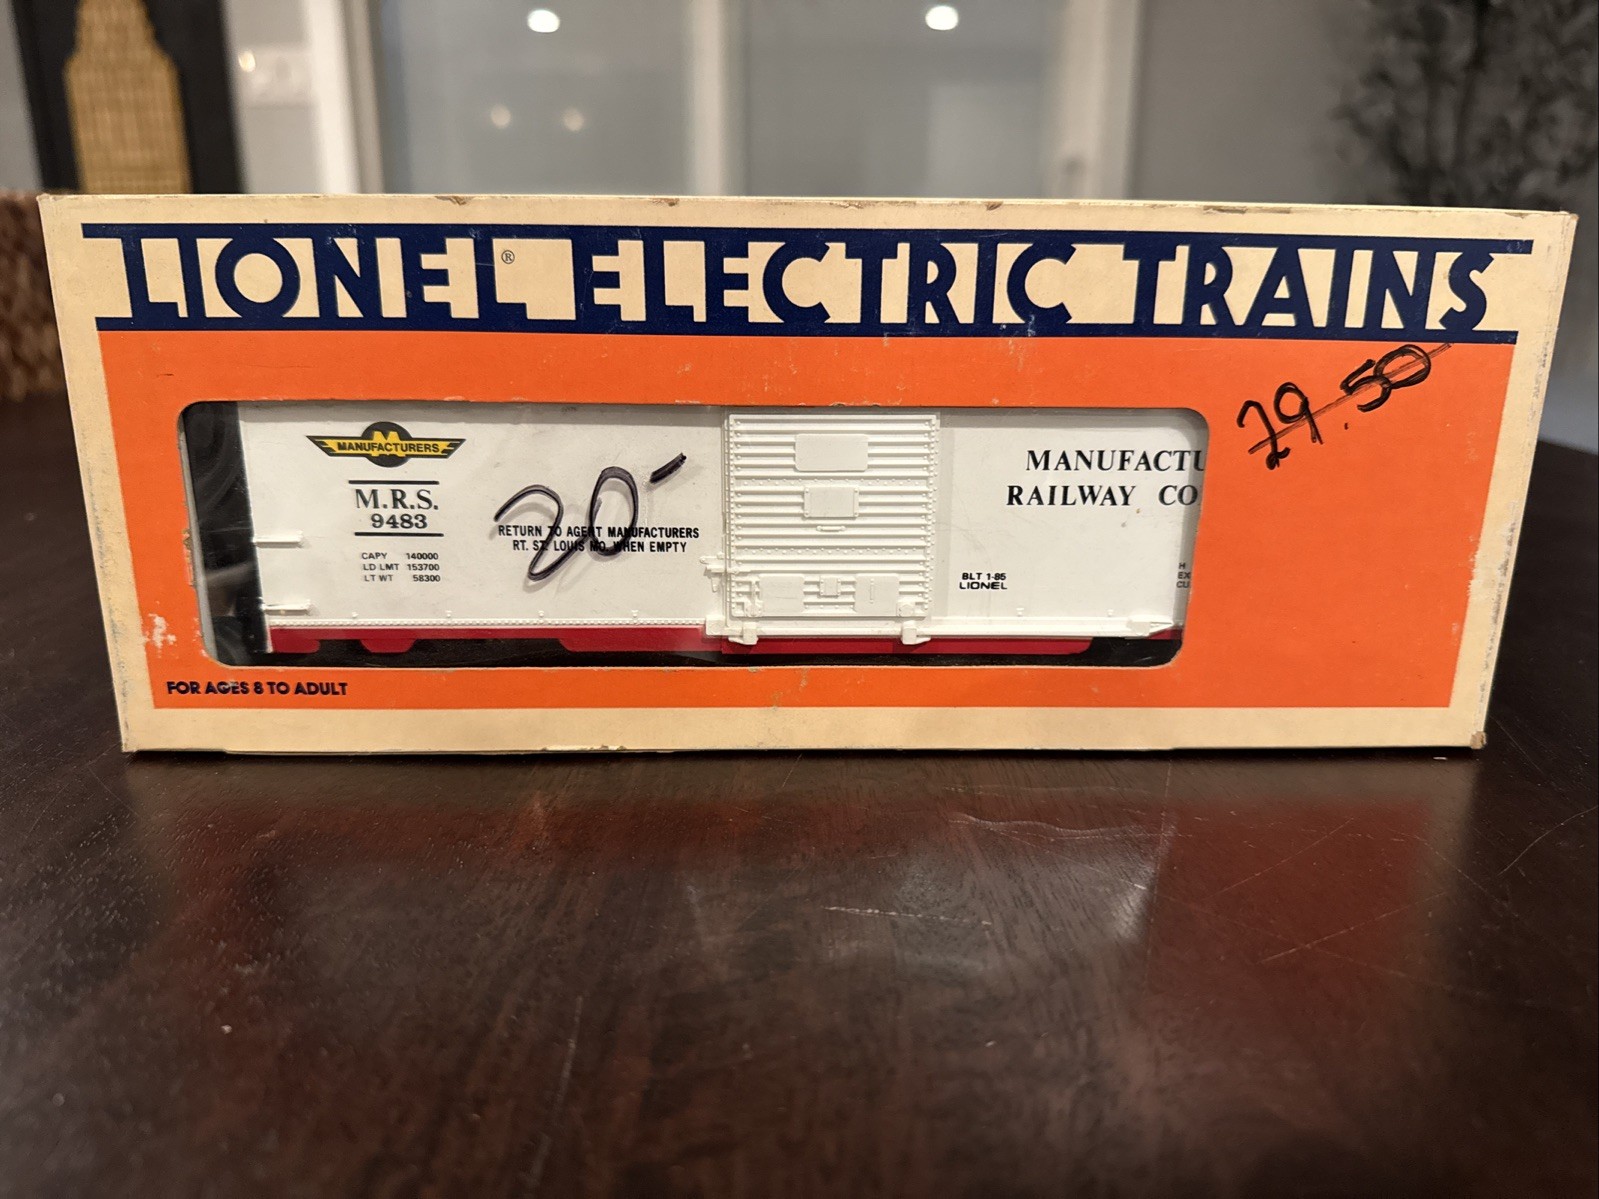 LIONEL® ELECTRIC TRAINS
29.50
MANUFACTURERS
M
M.R.S.
9483
CAPY 140000
LD LMT 153700
LT WT 58300
20-
RETURN TO AGENT MANUFACTURERS
RT. ST. LOUIS MO. WHEN EMPTY
MANUFACTU
RAILWAY CO
BLT 1-85
LIONEL
H
EX
CU
FOR AGES 8 TO ADULT